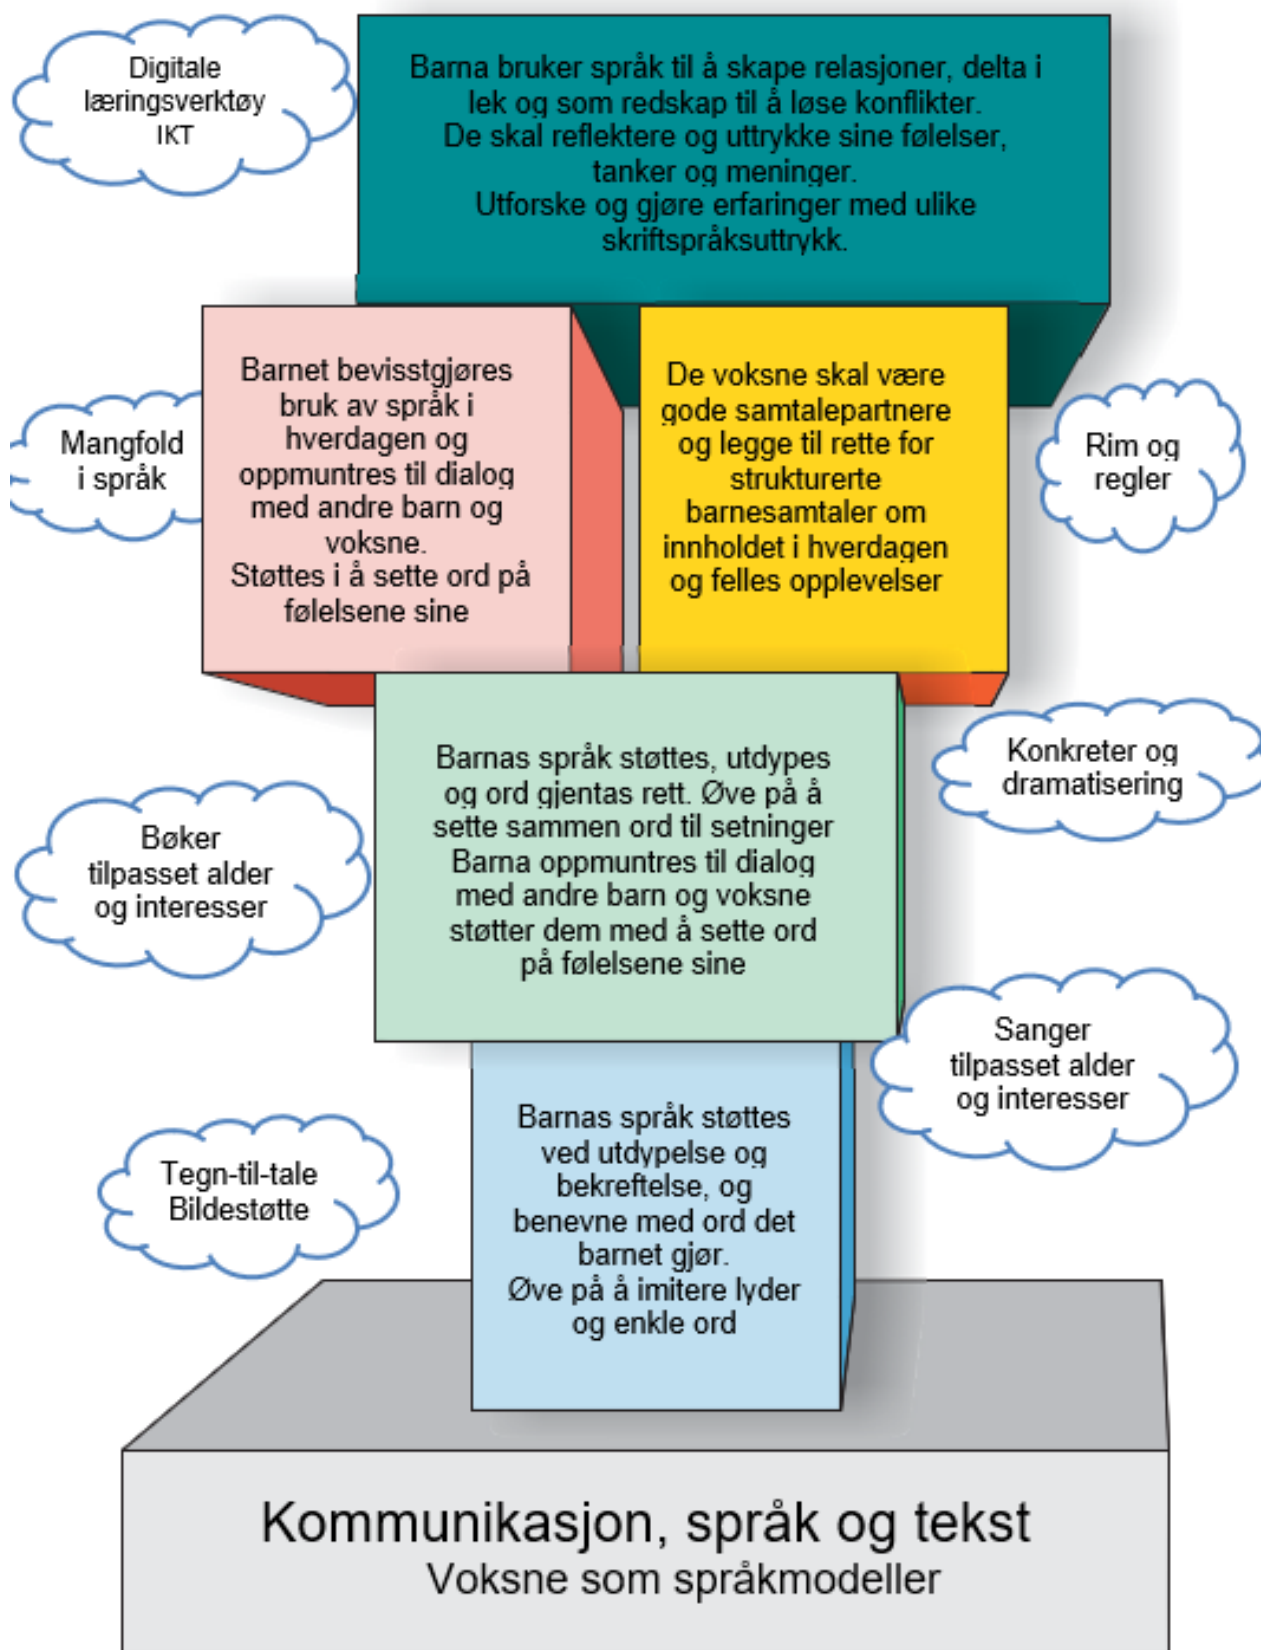 Digitale
læringsverktøy
IKT
Barna bruker språk til å skape relasjoner, delta i
lek og som redskap til å løse konflikter.
De skal reflektere og uttrykke sine følelser,
tanker og meninger.
Utforske og gjøre erfaringer med ulike
skriftspråksuttrykk.
Mangfold
i språk
Barnet bevisstgjøres
bruk av språk i
hverdagen og
oppmuntres til dialog
med andre barn og
voksne.
Støttes i å sette ord på
følelsene sine
De voksne skal være
gode samtalepartnere
og legge til rette for
strukturerte
barnesamtaler om
innholdet i hverdagen
og felles opplevelser
Rim og
regler
Konkreter og
dramatisering
Bøker
tilpasset alder
og interesser
Barnas språk støttes, utdypes
og ord gjentas rett. Øve på å
sette sammen ord til setninger
Barna oppmuntres til dialog
med andre barn og voksne
støtter dem med å sette ord
på følelsene sine
Sanger
tilpasset alder
og interesser
Tegn-til-tale
Bildestøtte
Barnas språk støttes
ved utdypelse og
bekreftelse, og
benevne med ord det
barnet gjør.
Øve på å imitere lyder
og enkle ord
Kommunikasjon, språk og tekst
Voksne som språkmodeller